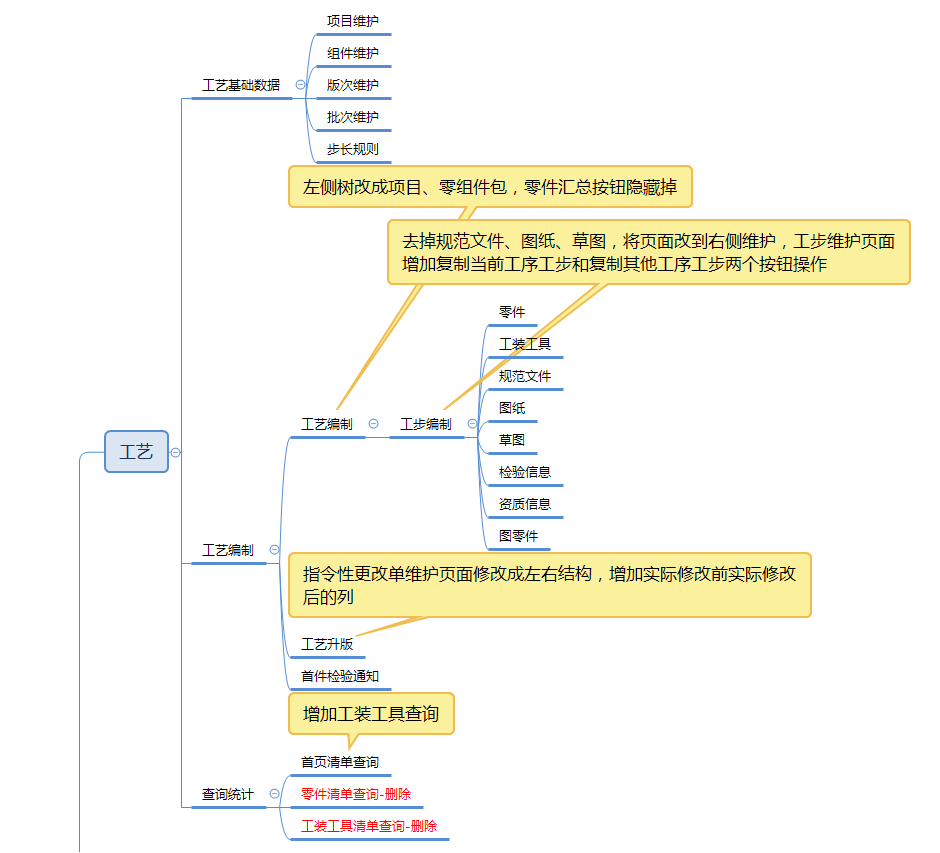 项目维护
组件维护
工艺基础数据
版次维护
批次维护
步长规则
左侧树改成项目、零组件包，零件汇总按钮隐藏掉
去掉规范文件、图纸、草图，将页面改到右侧维护，工步维护页面
增加复制当前工序工步和复制其他工序工步两个按钮操作
零件
工装工具
规范文件
图纸
工艺编制
工步编制
草图
工艺
检验信息
资质信息
图零件
工艺编制
指令性更改单维护页面修改成左右结构，增加实际修改前实际修改
后的列
工艺升版
首件检验通知
增加工装工具查询
首页清单查询
查询统计
零件清单查询-删除
工装工具清单查询-删除